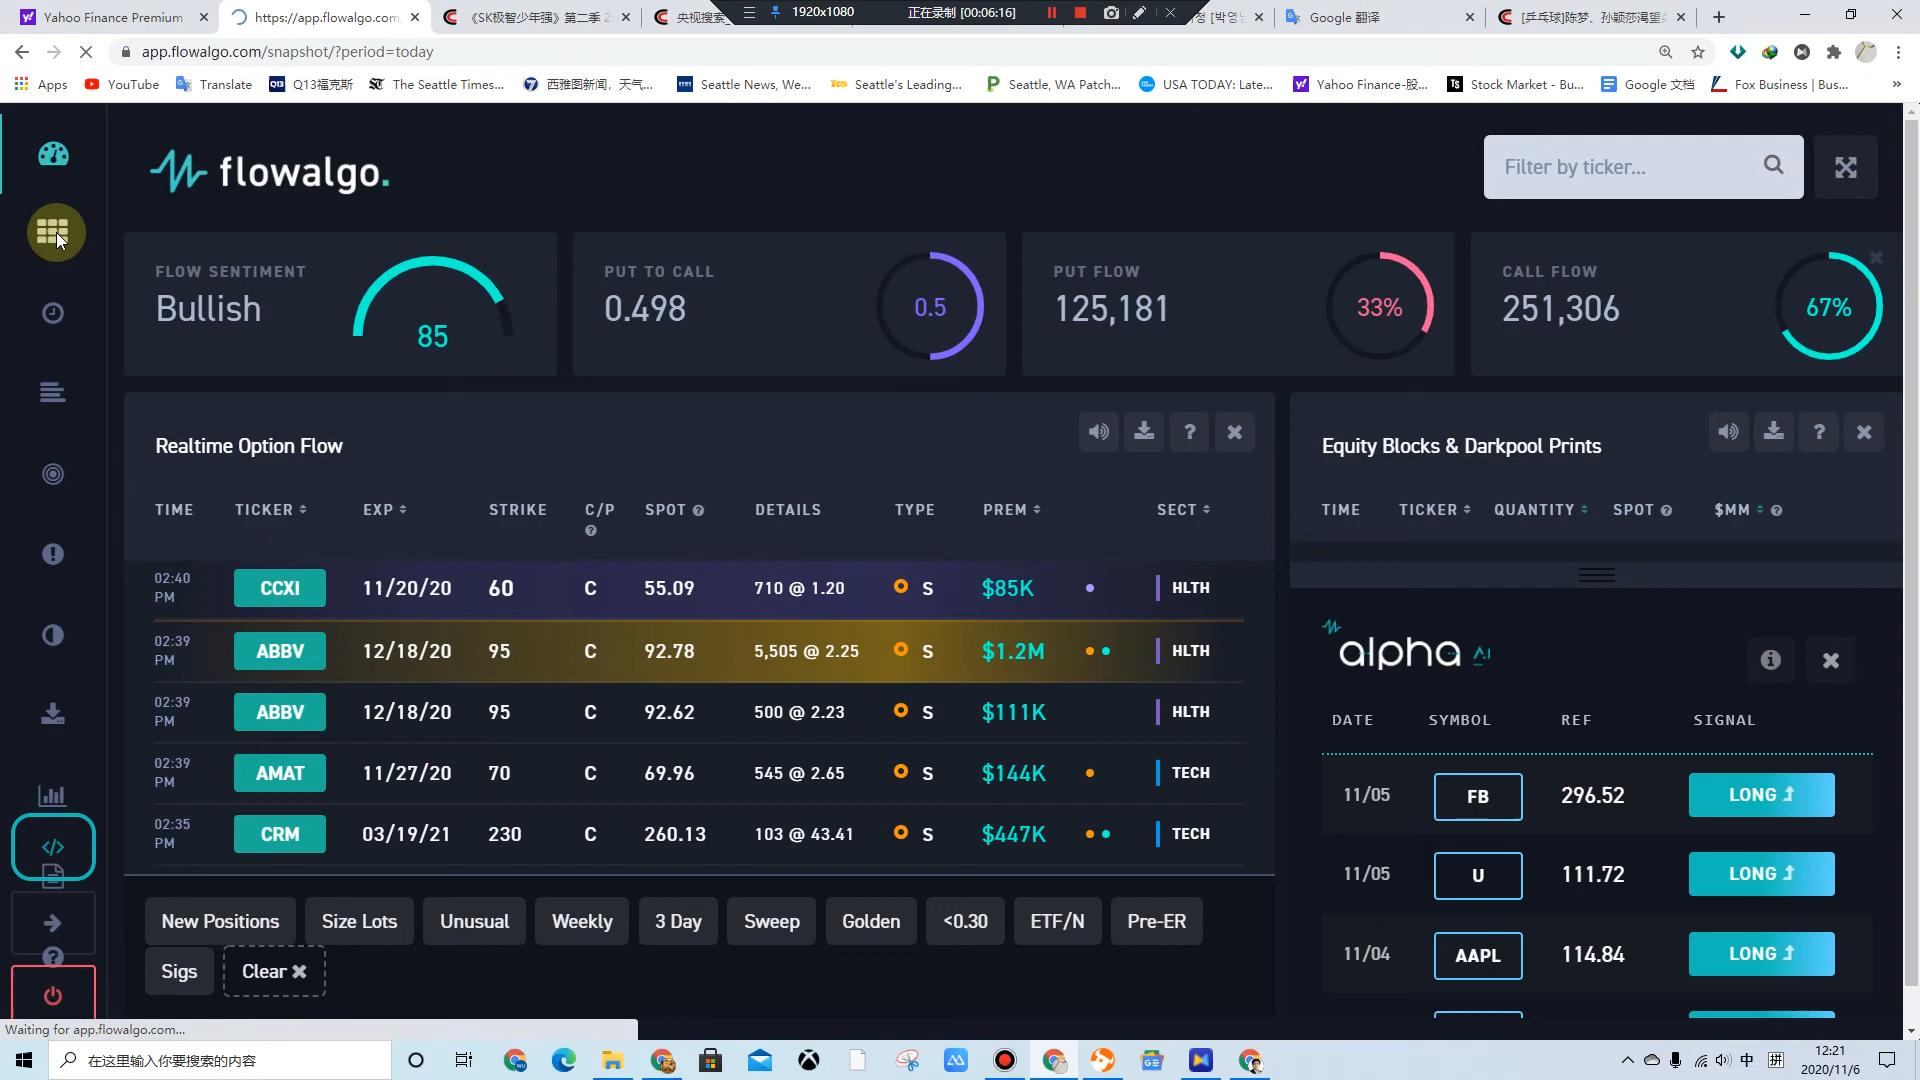 Yahoo Finance Premium
https://app.flowalgo.com
《SK极智少年强》第二季 2
央视搜索
1920x1080
正在录制 [00:06:16]
Google 翻译
app.flowalgo.com/snapshot/?period=today
Apps
YouTube
Translate
Q13福克斯
The Seattle Times...
西雅图新闻，天气...
Seattle News, We...
Seattle's Leading...
Seattle, WA Patch...
USA TODAY: Late...
Yahoo Finance-股...
Stock Market - Bu...
Google 文档
Fox Business | Bus...
»
flowalgo.
Filter by ticker...
FLOW SENTIMENT
Bullish
85
PUT TO CALL
0.498
0.5
PUT FLOW
125,181
33%
CALL FLOW
251,306
67%
Realtime Option Flow
TIME TICKER EXP STRIKE C/P SPOT DETAILS TYPE PREM SECT
02:40 PM CCXI 11/20/20 60 C 55.09 710 @ 1.20 S $85K HLTH
02:39 PM ABBV 12/18/20 95 C 92.78 5,505 @ 2.25 S $1.2M HLTH
02:39 PM ABBV 12/18/20 95 C 92.62 500 @ 2.23 S $111K HLTH
02:39 PM AMAT 11/27/20 70 C 69.96 545 @ 2.65 S $144K TECH
02:35 PM CRM 03/19/21 230 C 260.13 103 @ 43.41 S $447K TECH
New Positions
Size Lots
Unusual
Weekly
3 Day
Sweep
Golden
<0.30
ETF/N
Pre-ER
Sigs
Clear ✖
Equity Blocks & Darkpool Prints
TIME TICKER QUANTITY SPOT $MM
alpha AI
DATE SYMBOL REF SIGNAL
11/05 FB 296.52 LONG
11/05 U 111.72 LONG
11/04 AAPL 114.84 LONG
Waiting for app.flowalgo.com...
在这里输入你要搜索的内容
中
拼
12:21
2020/11/6